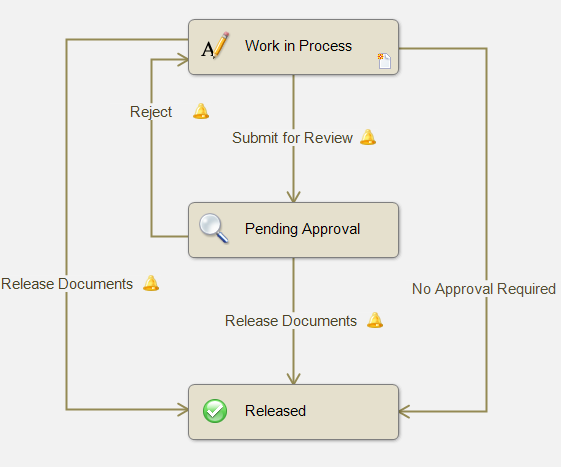 Work in Process
Reject
Submit for Review
Pending Approval
Release Documents
No Approval Required
Release Documents
Released